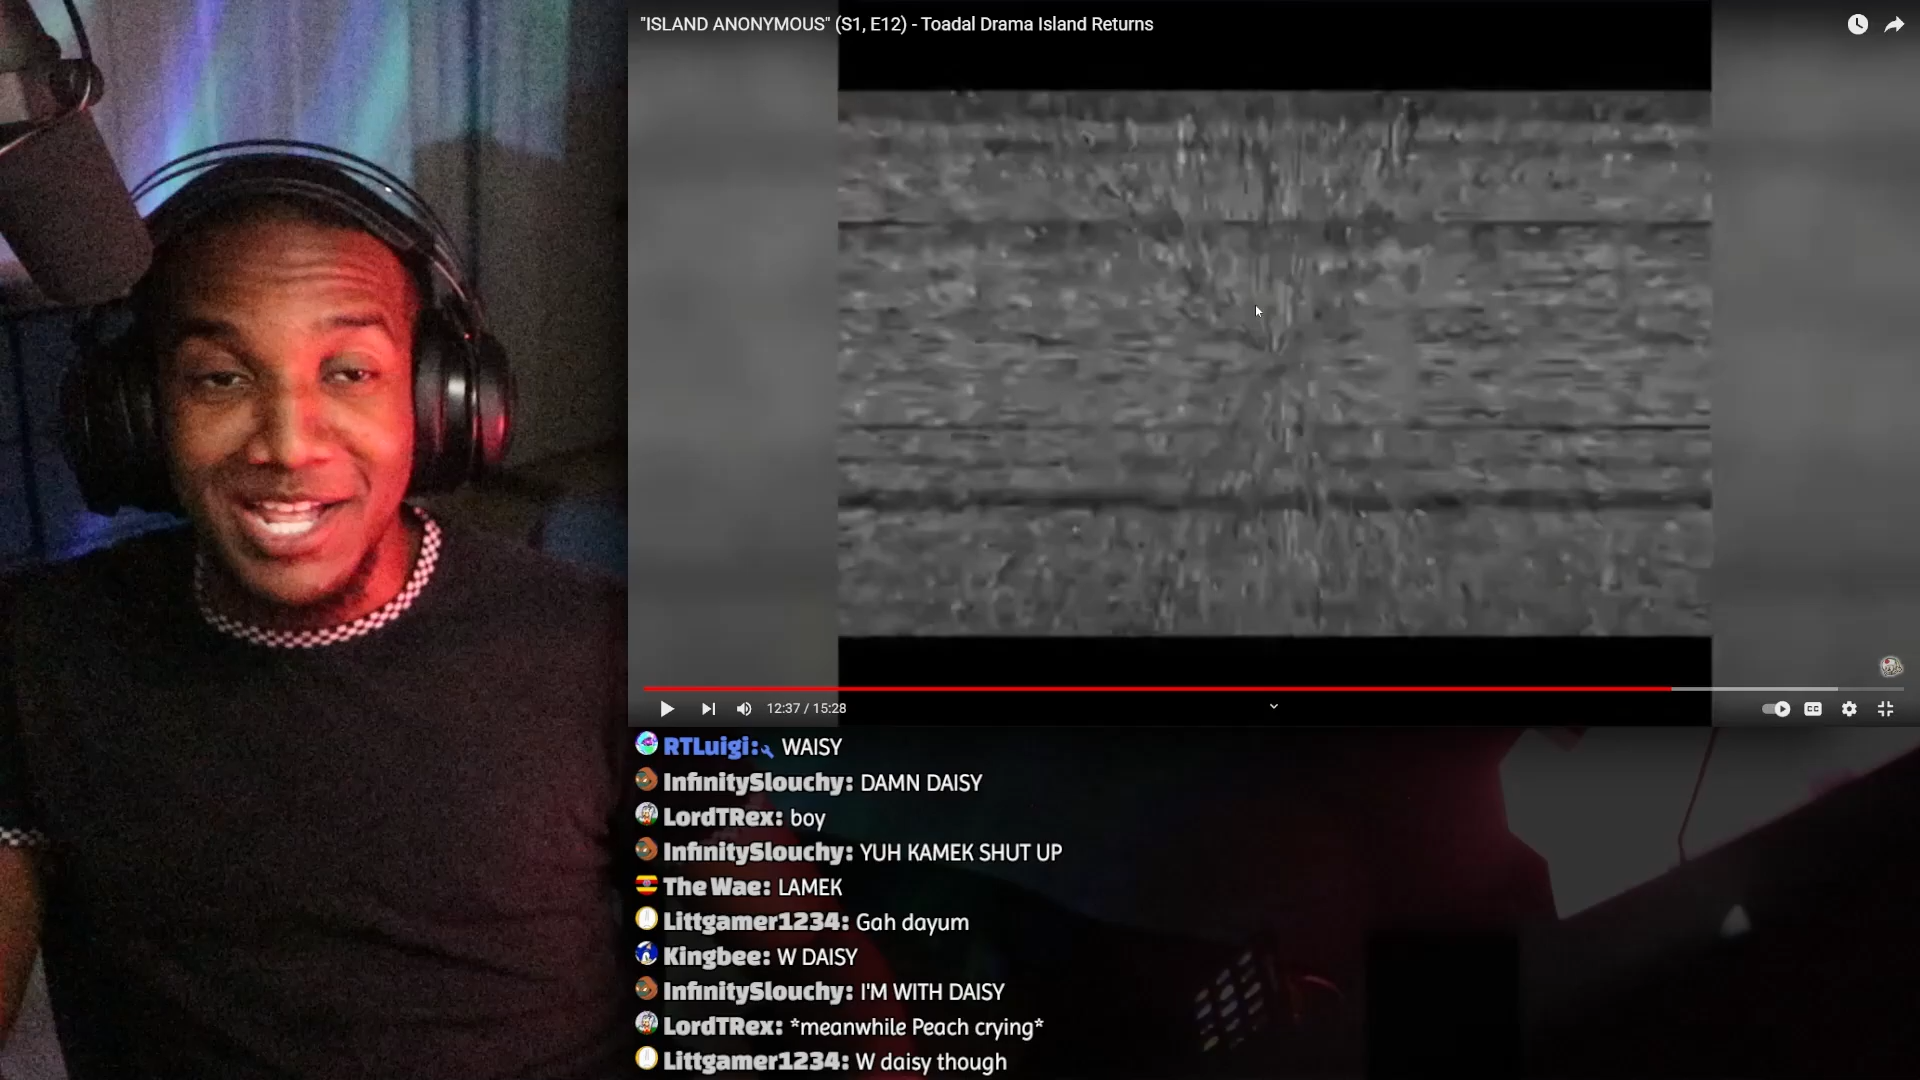 "ISLAND ANONYMOUS" (S1, E12) - Toadal Drama Island Returns
12:37 / 15:28
CC
RTLuigi: WAISY
InfinitySlouchy: DAMN DAISY
LordTRex: boy
InfinitySlouchy: YUH KAMEK SHUT UP
The Wae: LAMEK
Littgamer1234: Gah dayum
Kingbee: W DAISY
InfinitySlouchy: I'M WITH DAISY
LordTRex: *meanwhile Peach crying*
Littgamer1234: W daisy though